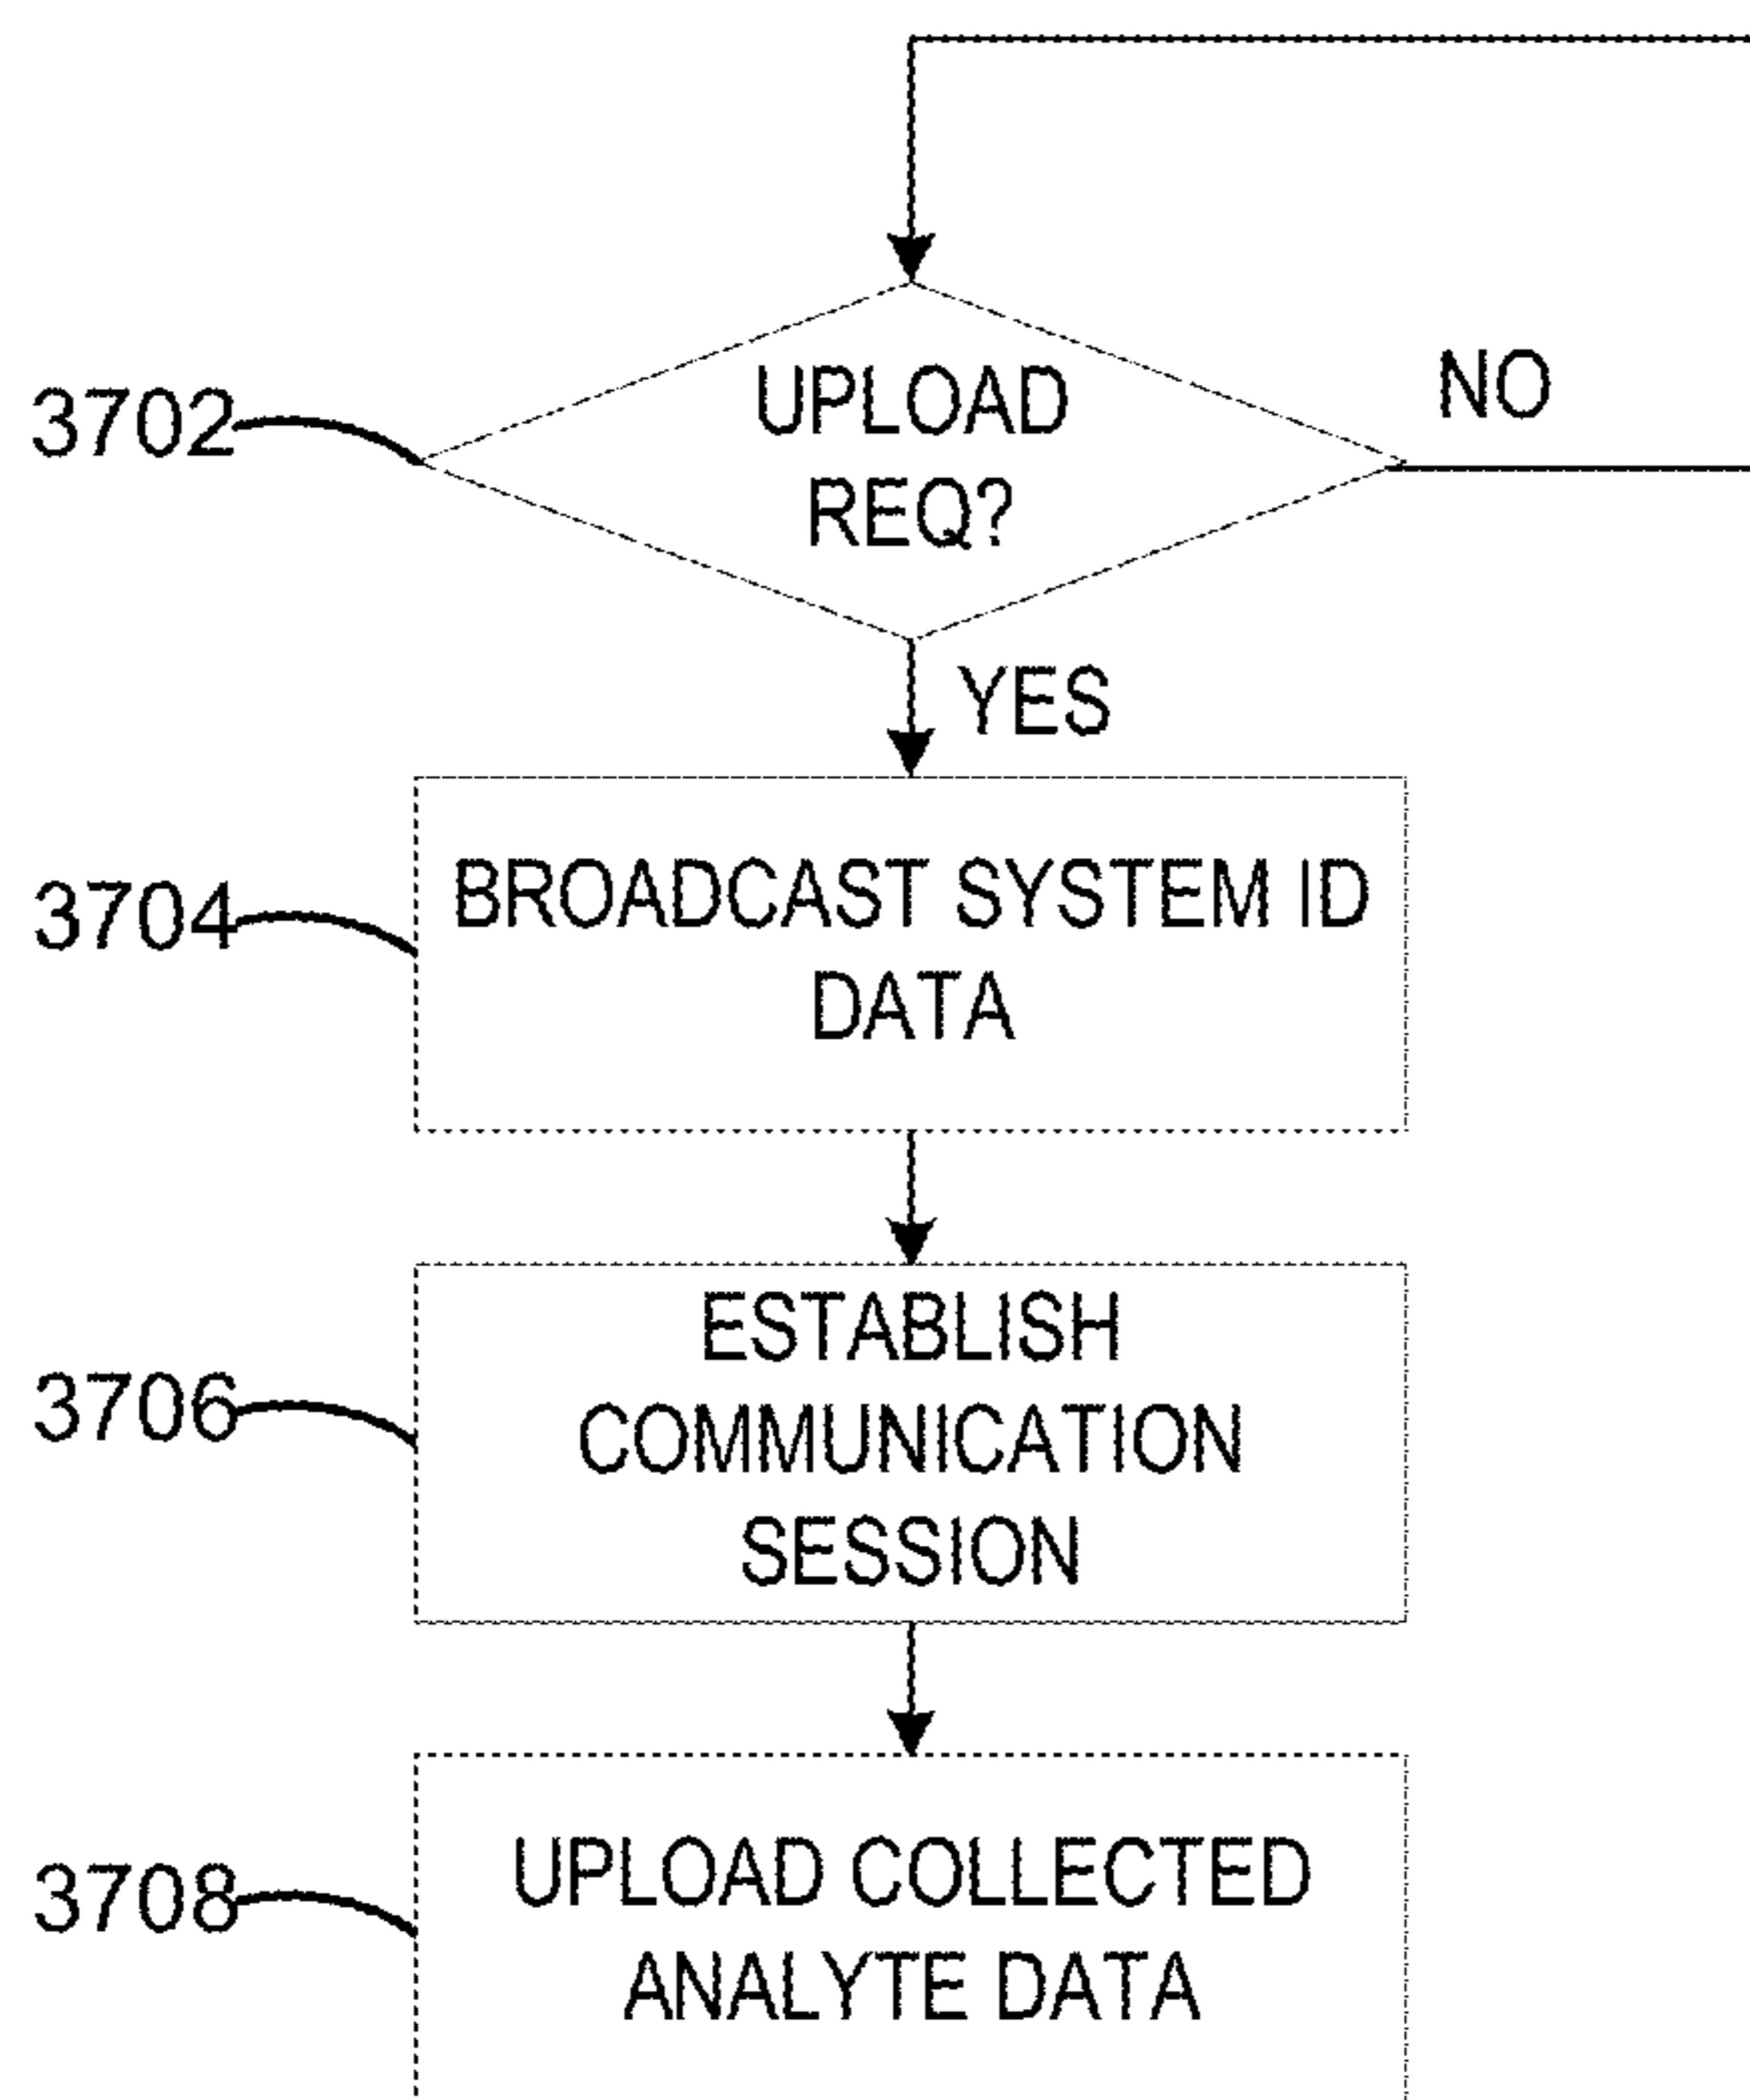 3702
UPLOAD
REQ?
NO
YES
3704
BROADCAST SYSTEM ID
DATA
3706
ESTABLISH
COMMUNICATION
SESSION
3708
UPLOAD COLLECTED
ANALYTE DATA